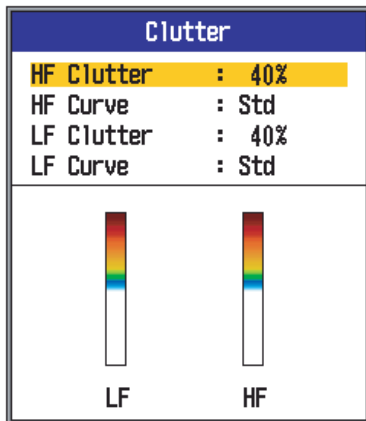 Clutter
HF Clutter : 40%
HF Curve : Std
LF Clutter : 40%
LF Curve : Std
LF HF